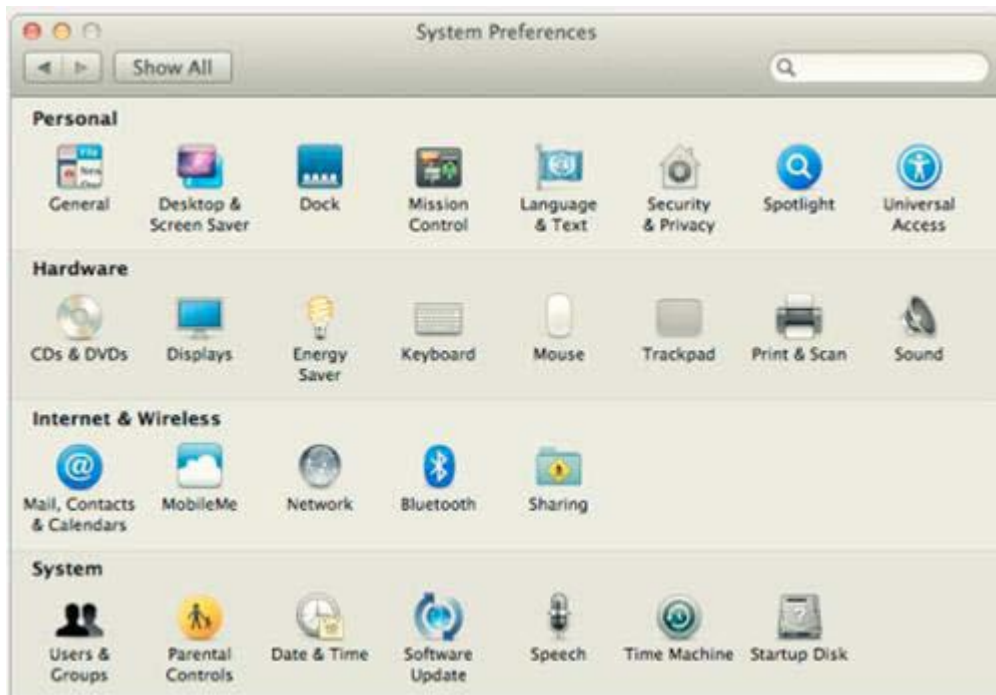 System Preferences
Show All
Personal
General
Desktop & Screen Saver
Dock
Mission Control
Language & Text
Security & Privacy
Spotlight
Universal Access
Hardware
CDs & DVDs
Displays
Energy Saver
Keyboard
Mouse
Trackpad
Print & Scan
Sound
Internet & Wireless
Mail, Contacts & Calendars
MobileMe
Network
Bluetooth
Sharing
System
Users & Groups
Parental Controls
Date & Time
Software Update
Speech
Time Machine
Startup Disk